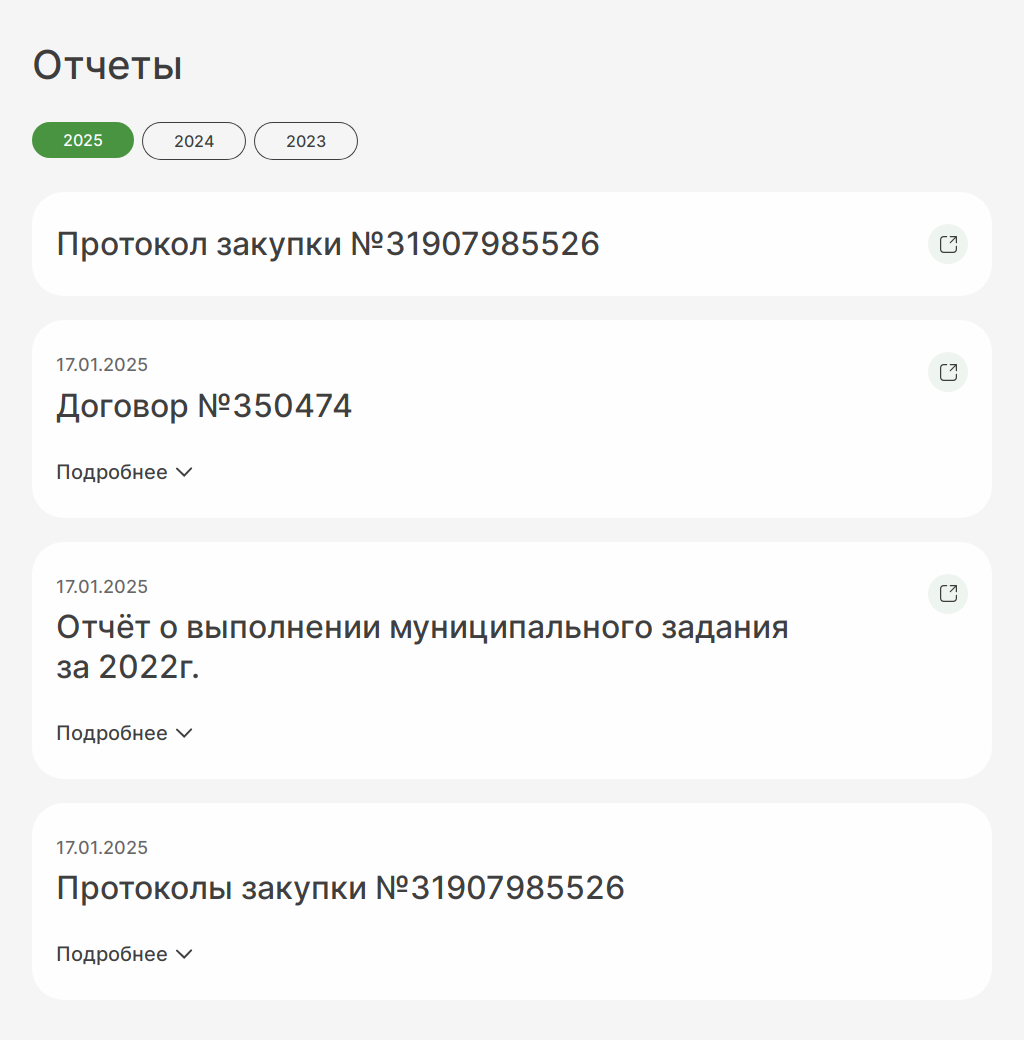 Отчеты
2025
2024
2023
Протокол закупки №31907985526
17.01.2025
Договор №350474
Подробнее
17.01.2025
Отчёт о выполнении муниципального задания
за 2022г.
Подробнее
17.01.2025
Протоколы закупки №31907985526
Подробнее